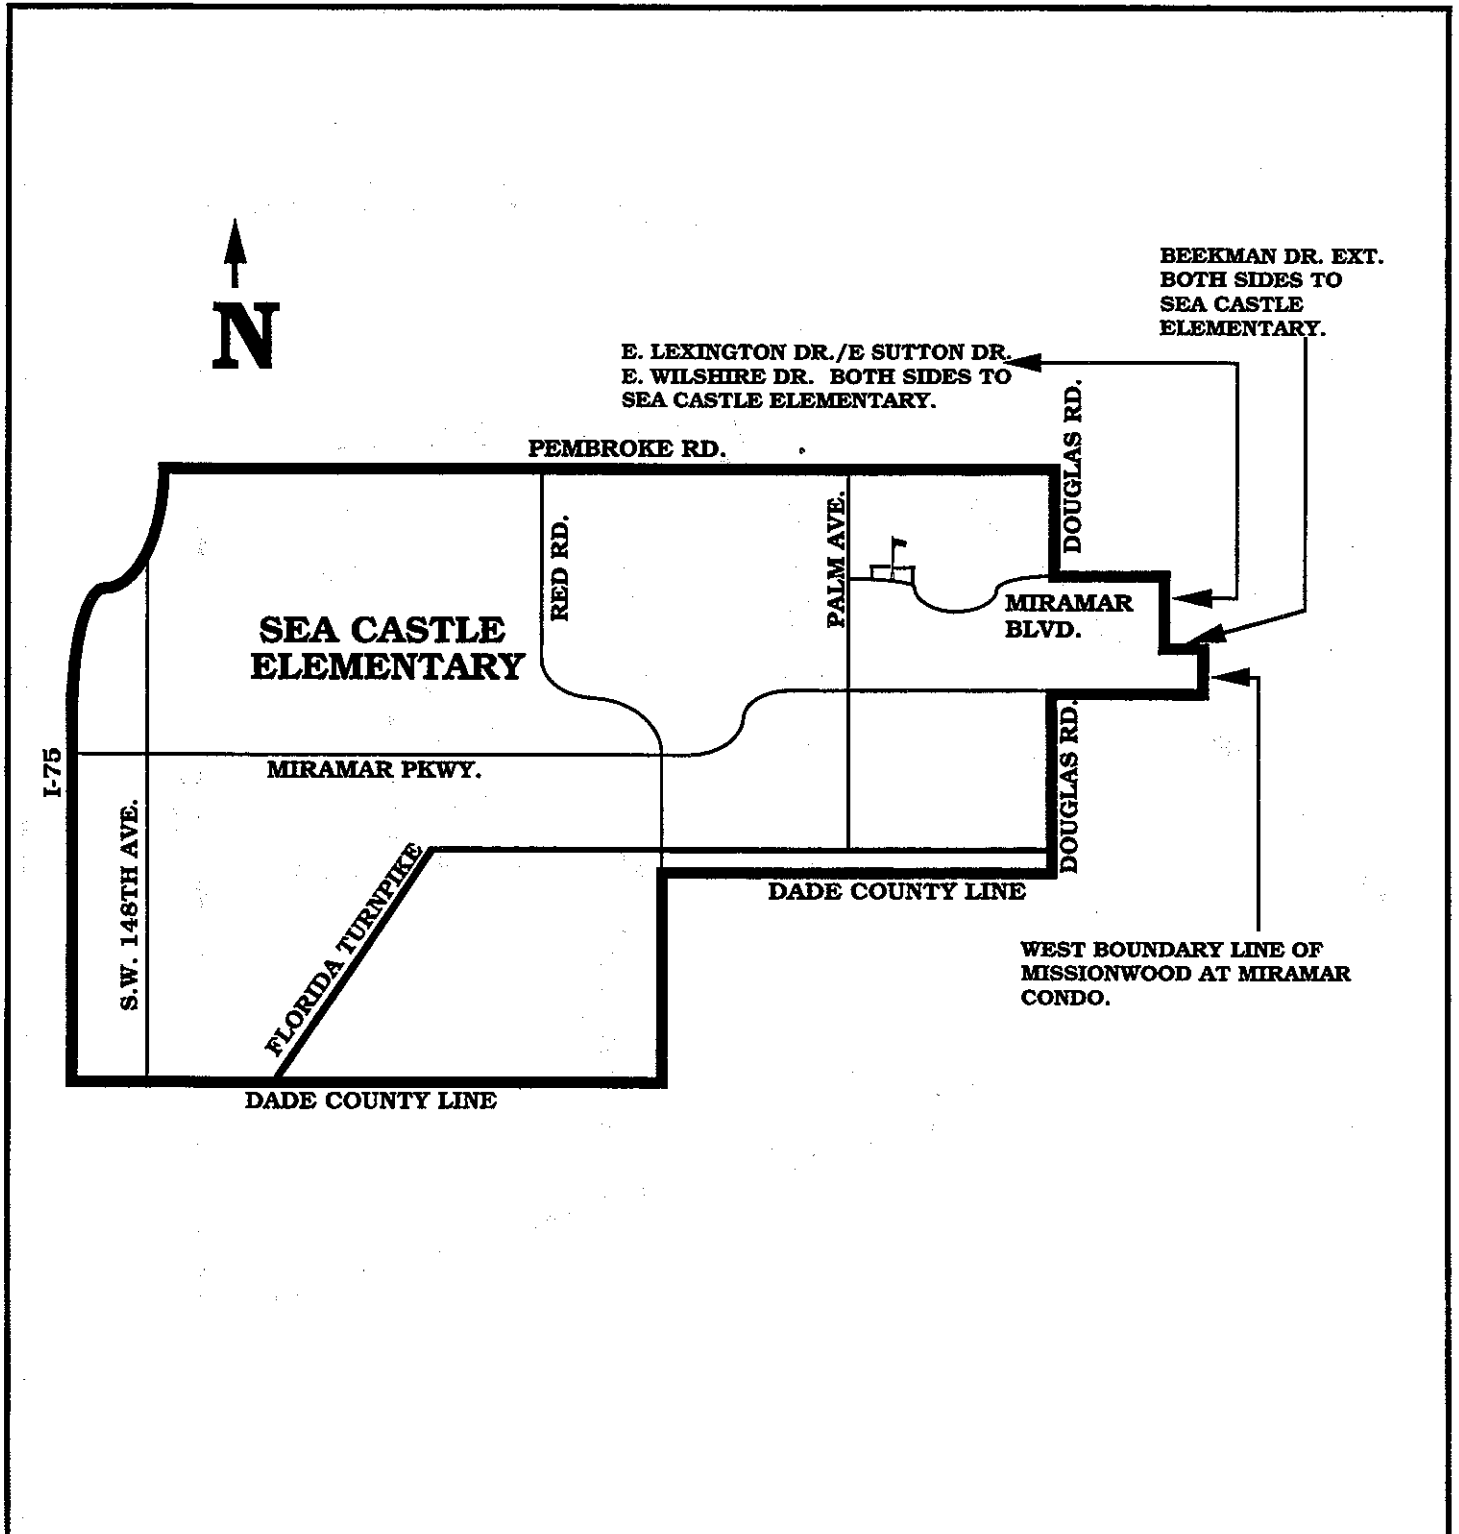 BEEKMAN DR. EXT.
BOTH SIDES TO
SEA CASTLE
ELEMENTARY.
N
E. LEXINGTON DR./E SUTTON DR.
E. WILSHIRE DR. BOTH SIDES TO
SEA CASTLE ELEMENTARY.
DOUGLAS RD.
PEMBROKE RD.
RED RD.
PALM AVE.
MIRAMAR
BLVD.
SEA CASTLE
ELEMENTARY
I-75
MIRAMAR PKWY.
DOUGLAS RD.
S.W. 148TH AVE.
FLORIDA TURNPIKE
DADE COUNTY LINE
WEST BOUNDARY LINE OF
MISSIONWOOD AT MIRAMAR
CONDO.
DADE COUNTY LINE